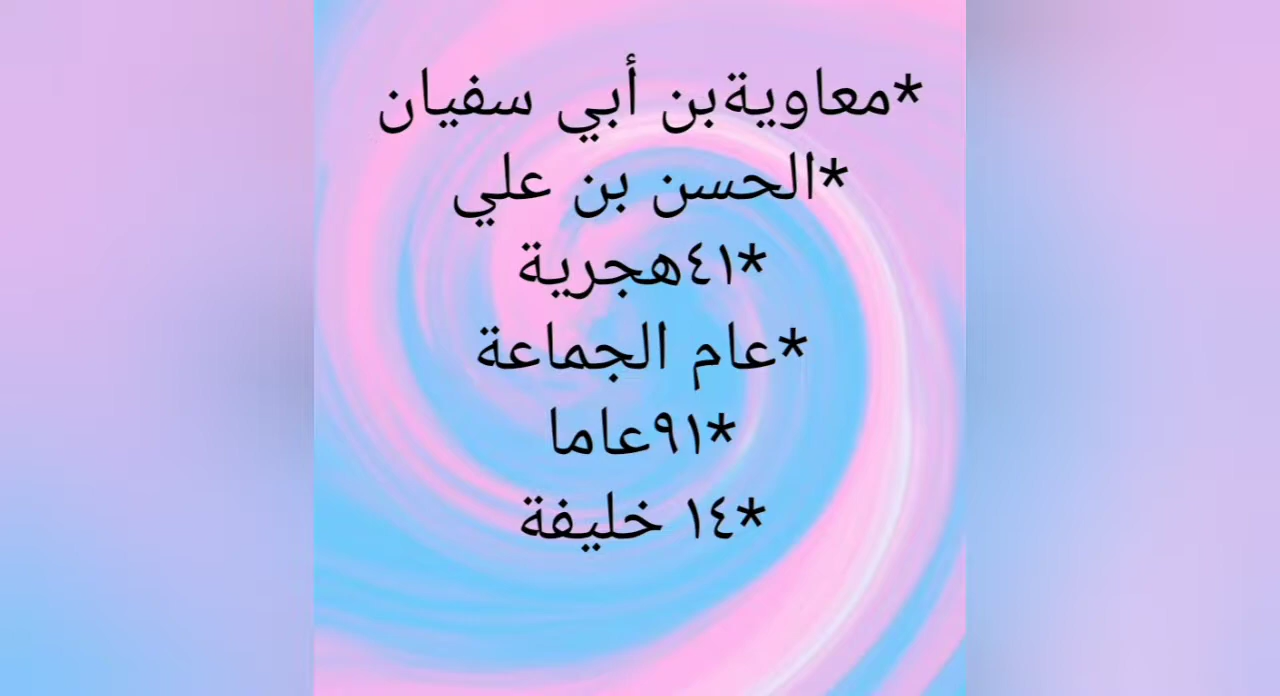 *معاويةبن أبي سفيان
*الحسن بن علي
*٤١هجرية
*عام الجماعة
*٩١عاما
*١٤ خليفة